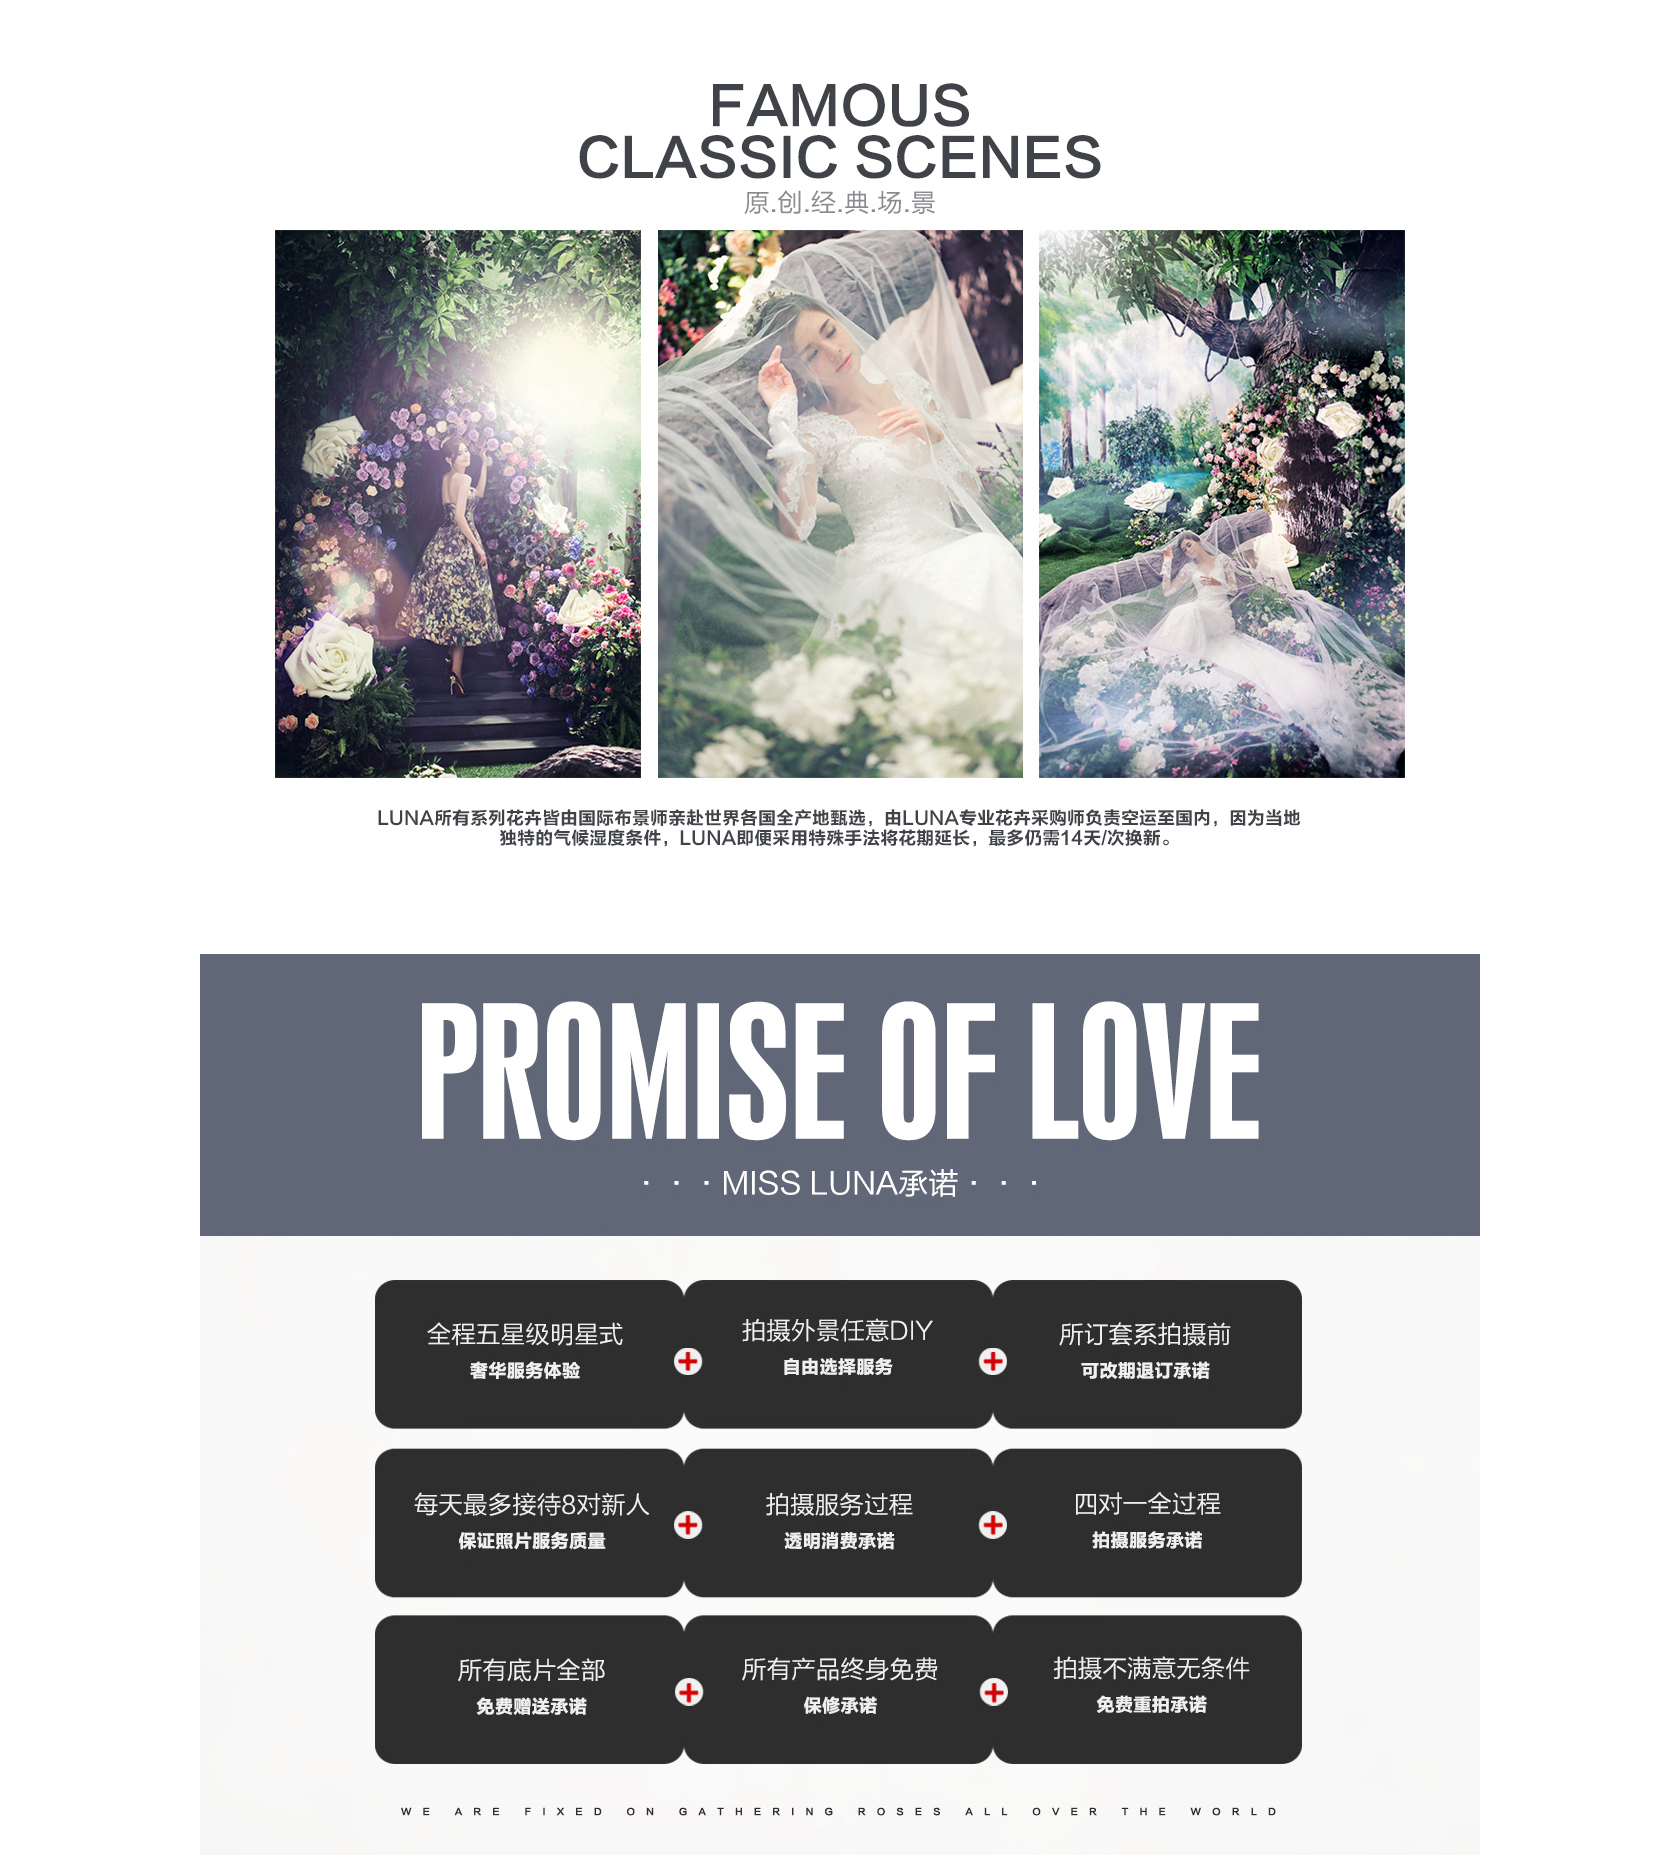 FAMOUS
CLASSIC SCENES
原.创.经.典.场.景
LUNA所有系列花卉皆由国际布景师亲赴世界各国全产地甄选，由LUNA专业花卉采购师负责空运至国内，因为当地
独特的气候湿度条件，LUNA即便采用特殊手法将花期延长，最多仍需14天/次换新。
PROMISE OF LOVE
· · · MISS LUNA承诺 · · ·
全程五星级明星式
奢华服务体验
拍摄外景任意DIY
自由选择服务
所订套系拍摄前
可改期退订承诺
每天最多接待8对新人
保证照片服务质量
拍摄服务过程
透明消费承诺
四对一全过程
拍摄服务承诺
所有底片全部
免费赠送承诺
所有产品终身免费
保修承诺
拍摄不满意无条件
免费重拍承诺
WE ARE FIXED ON GATHERING ROSES ALL OVER THE WORLD